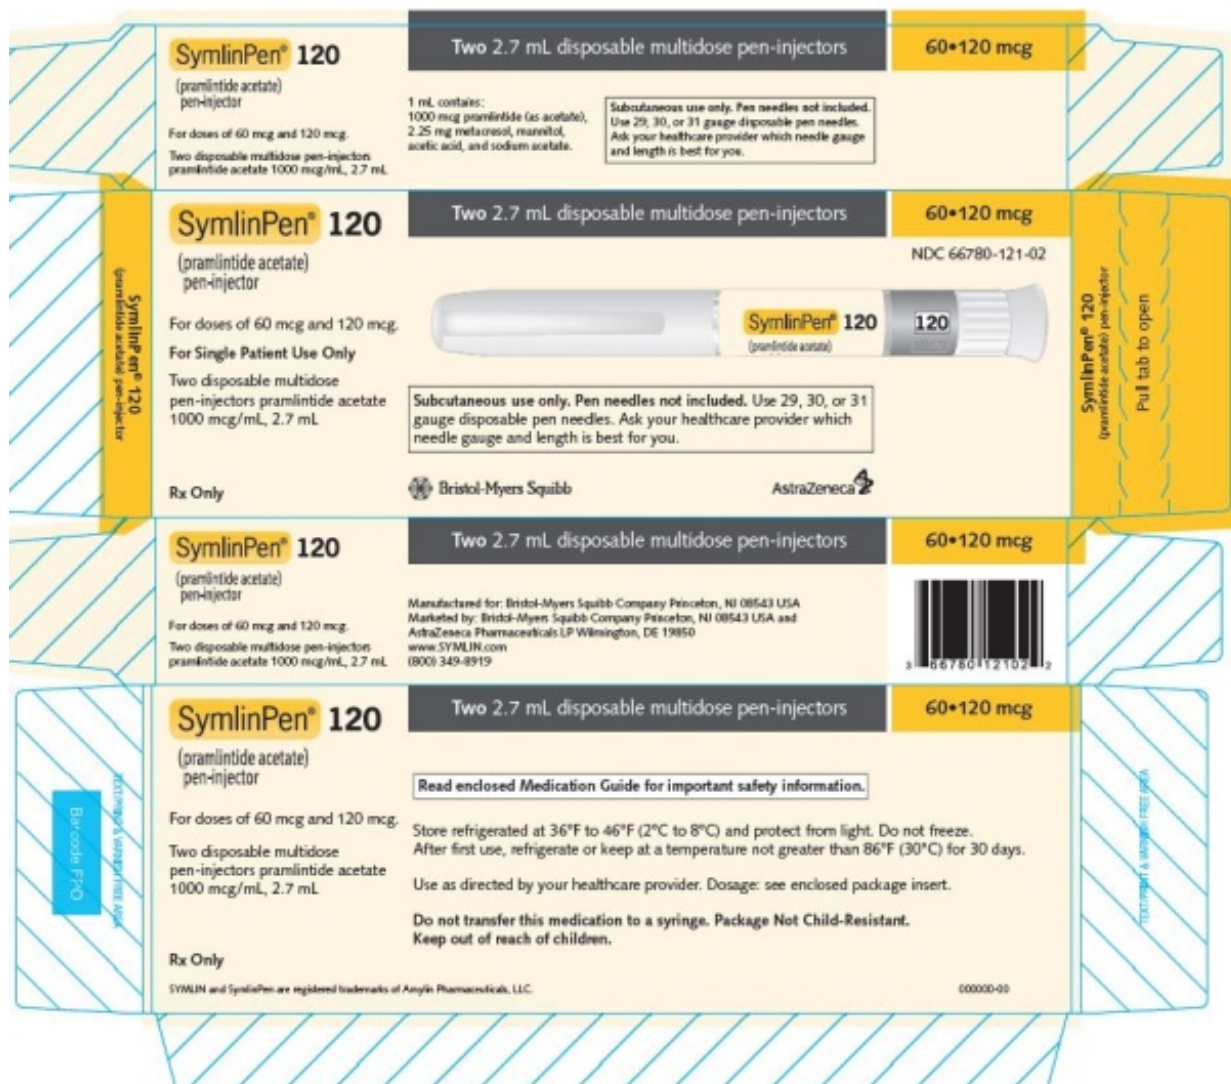 SymlinPen® 120
(pramlintide acetate)
pen-injector
For doses of 60 mcg and 120 mcg.
Two disposable multidose pen-injectors
pramlintide acetate 1000 mcg/mL, 2.7 mL
Two 2.7 mL disposable multidose pen-injectors
60•120 mcg
1 mL contains:
1000 mcg pramlintide (as acetate),
2.25 mg metacresol, mannitol,
acetic acid, and sodium acetate.
Subcutaneous use only. Pen needles not included.
Use 29, 30, or 31 gauge disposable pen needles.
Ask your healthcare provider which needle gauge
and length is best for you.
SymlinPen® 120
(pramlintide acetate) pen-injector
SymlinPen® 120
(pramlintide acetate)
pen-injector
For doses of 60 mcg and 120 mcg.
For Single Patient Use Only
Two disposable multidose
pen-injectors pramlintide acetate
1000 mcg/mL, 2.7 mL
Rx Only
Two 2.7 mL disposable multidose pen-injectors
60•120 mcg
NDC 66780-121-02
SymlinPen® 120
(pramlintide acetate)
120
Subcutaneous use only. Pen needles not included. Use 29, 30, or 31
gauge disposable pen needles. Ask your healthcare provider which
needle gauge and length is best for you.
Bristol-Myers Squibb
AstraZeneca
SymlinPen® 120
(pramlintide acetate) pen-injector
Pull tab to open
SymlinPen® 120
(pramlintide acetate)
pen-injector
For doses of 60 mcg and 120 mcg.
Two disposable multidose pen-injectors
pramlintide acetate 1000 mcg/mL, 2.7 mL
Two 2.7 mL disposable multidose pen-injectors
60•120 mcg
Manufactured for: Bristol-Myers Squibb Company Princeton, NJ 08543 USA
Marketed by: Bristol-Myers Squibb Company Princeton, NJ 08543 USA and
AstraZeneca Pharmaceuticals LP Wilmington, DE 19850
www.SYMLIN.com
(800) 349-8919
3 66780 12102 2
SymlinPen® 120
(pramlintide acetate)
pen-injector
For doses of 60 mcg and 120 mcg.
Two disposable multidose
pen-injectors pramlintide acetate
1000 mcg/mL, 2.7 mL
Rx Only
Two 2.7 mL disposable multidose pen-injectors
60•120 mcg
Read enclosed Medication Guide for important safety information.
Store refrigerated at 36°F to 46°F (2°C to 8°C) and protect from light. Do not freeze.
After first use, refrigerate or keep at a temperature not greater than 86°F (30°C) for 30 days.
Use as directed by your healthcare provider. Dosage: see enclosed package insert.
Do not transfer this medication to a syringe. Package Not Child-Resistant.
Keep out of reach of children.
SYMLIN and SymlinPen are registered trademarks of Amylin Pharmaceuticals, LLC.
000000-00
TEXT/PRINT & VARNISH FREE AREA
Barcode FPO
TEXT/PRINT & VARNISH FREE AREA